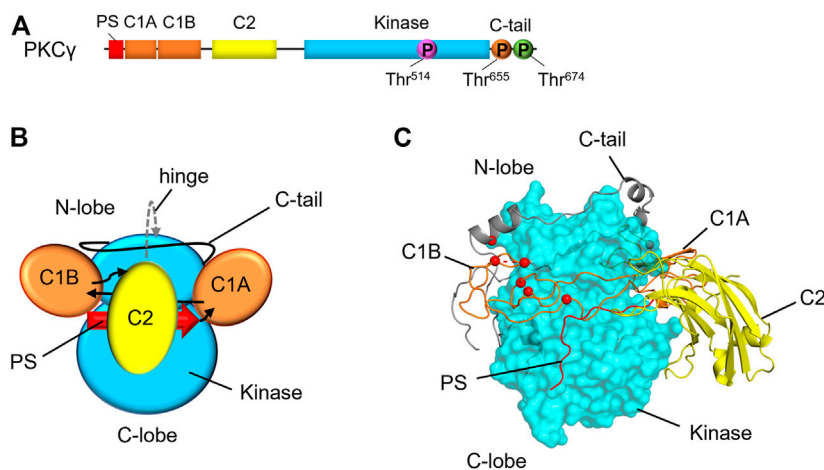 A
PS C1A C1B C2 Kinase C-tail
PKCγ
P P P
Thr514 Thr655 Thr674
B
hinge
N-lobe
C-tail
C1B
C1A
C2
PS
Kinase
C-lobe
C
C-tail
N-lobe
C1A
C1B
C2
PS
Kinase
C-lobe